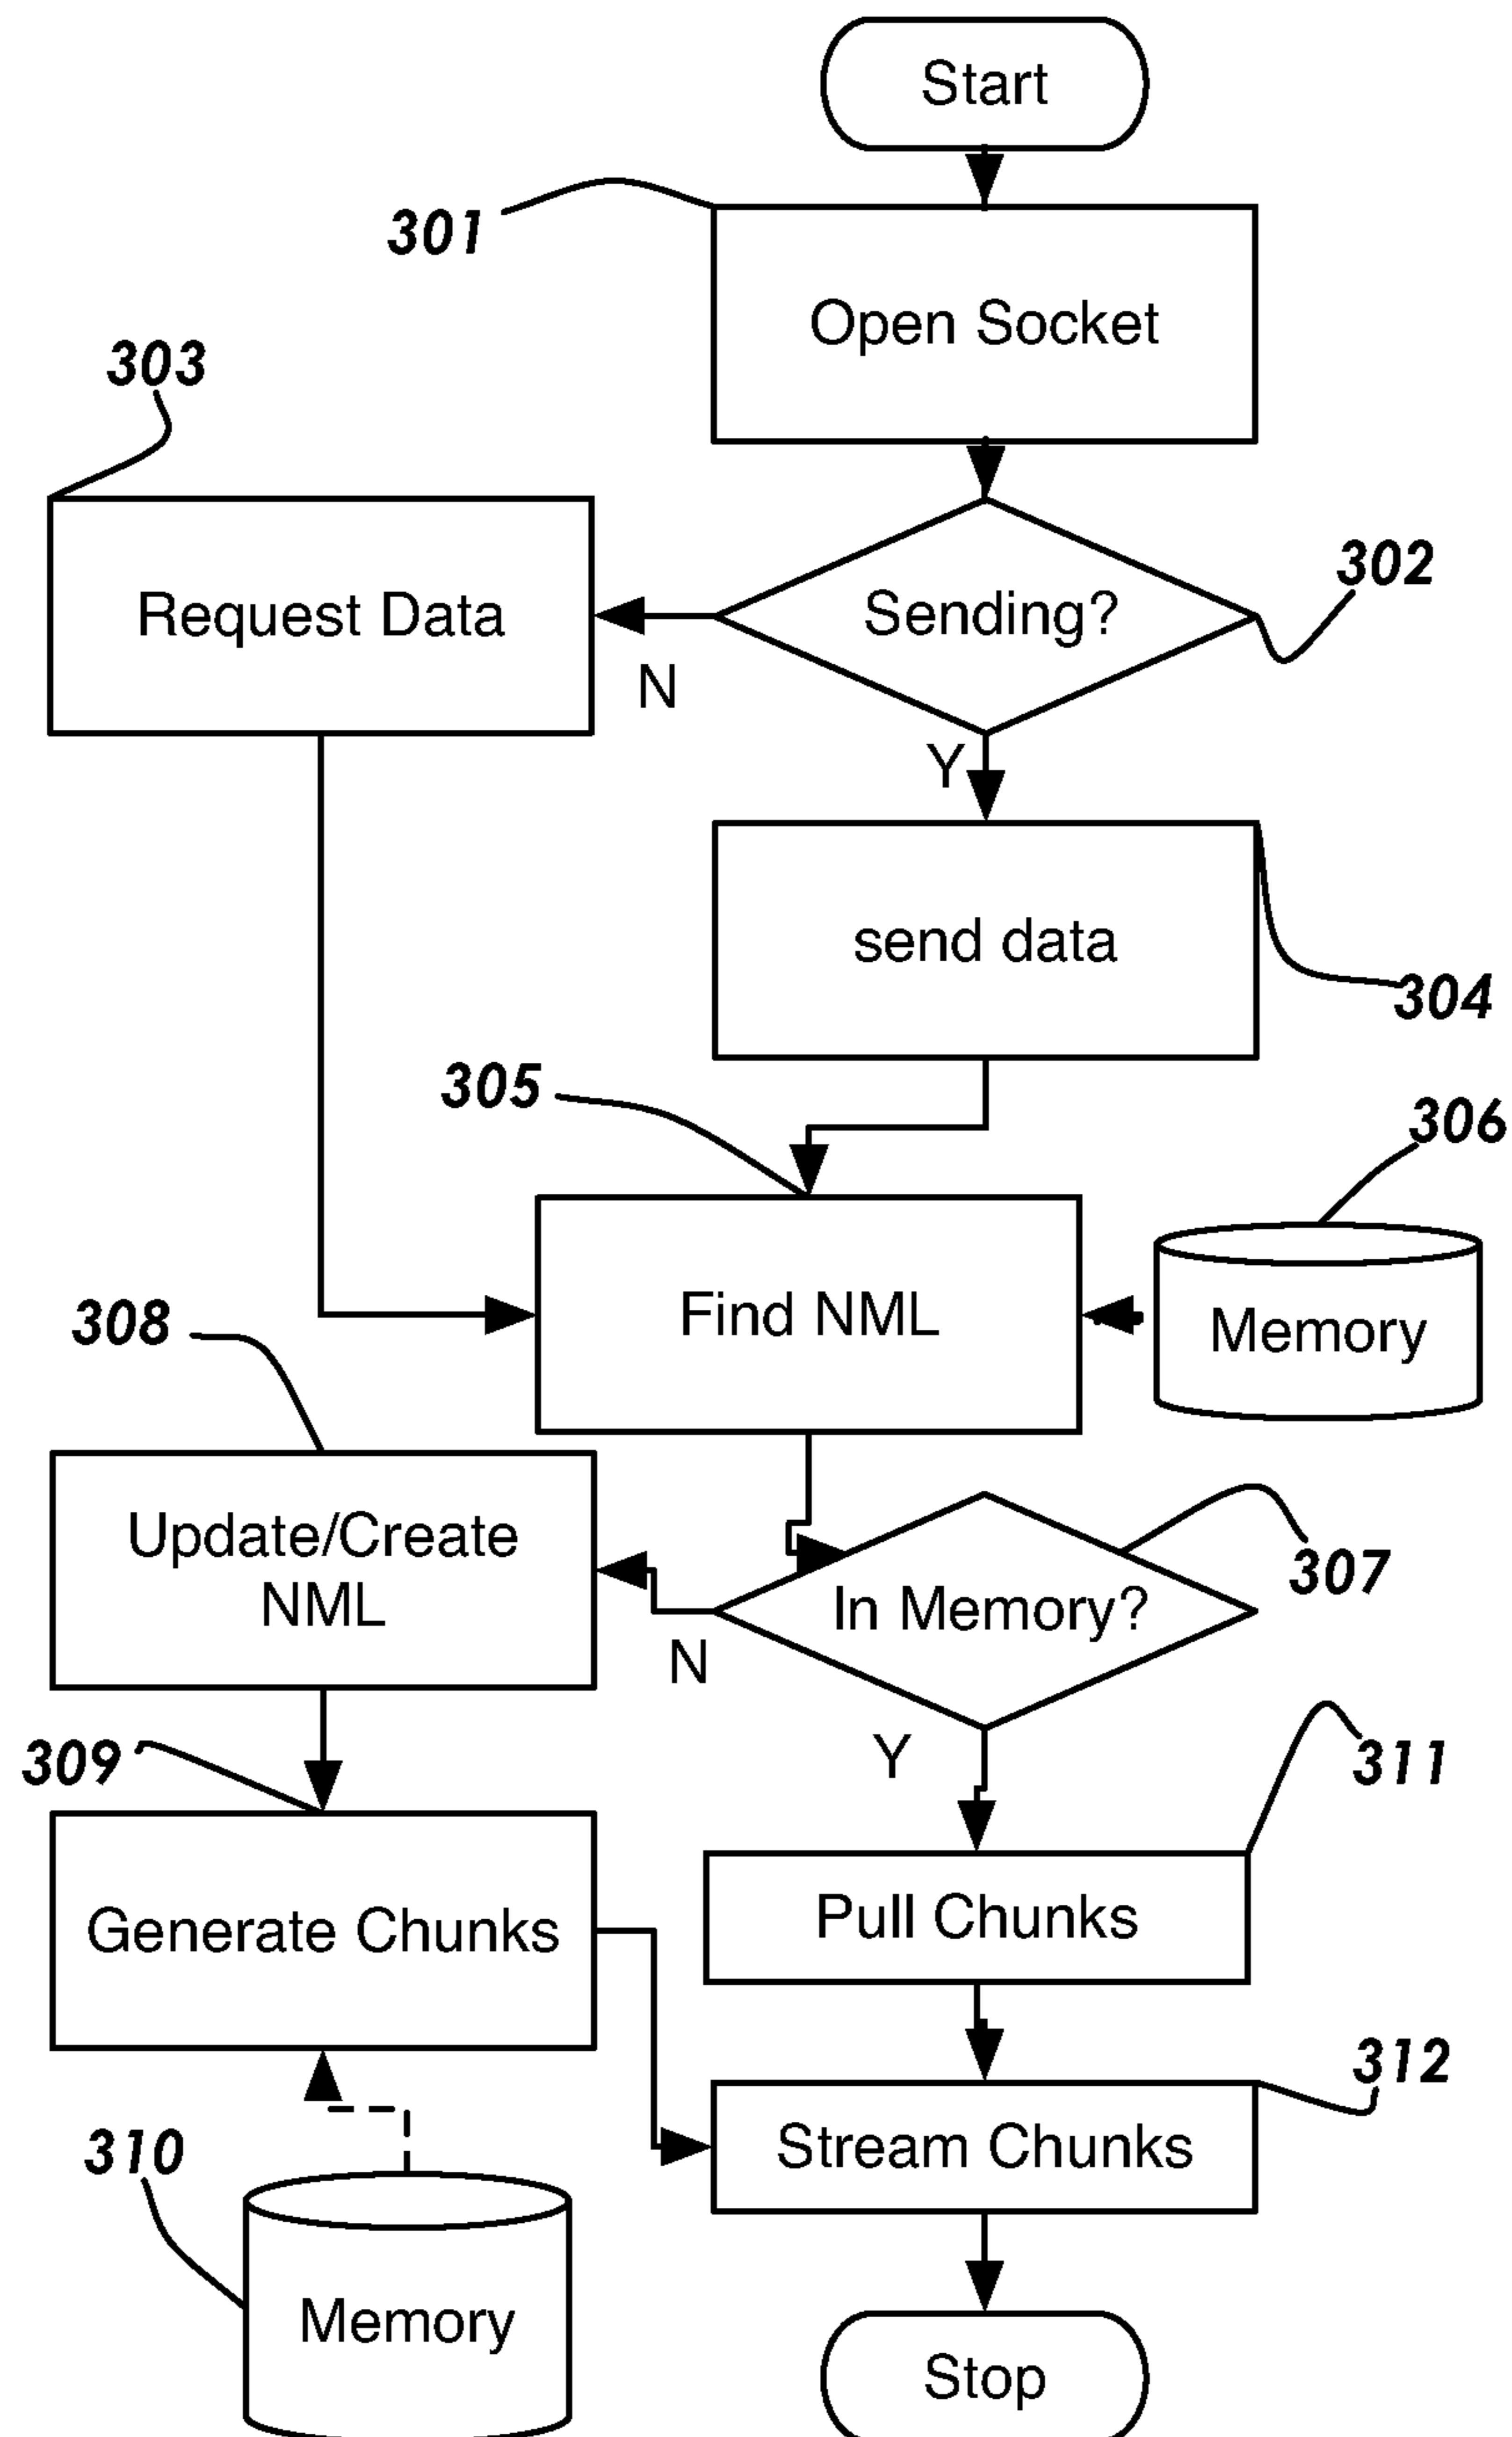 Start
301
Open Socket
303
302
Request Data
Sending?
N
Y
send data
304
305
306
Find NML
Memory
308
Update/Create
NML
307
In Memory?
N
309
Y
311
Generate Chunks
Pull Chunks
312
Stream Chunks
310
Memory
Stop